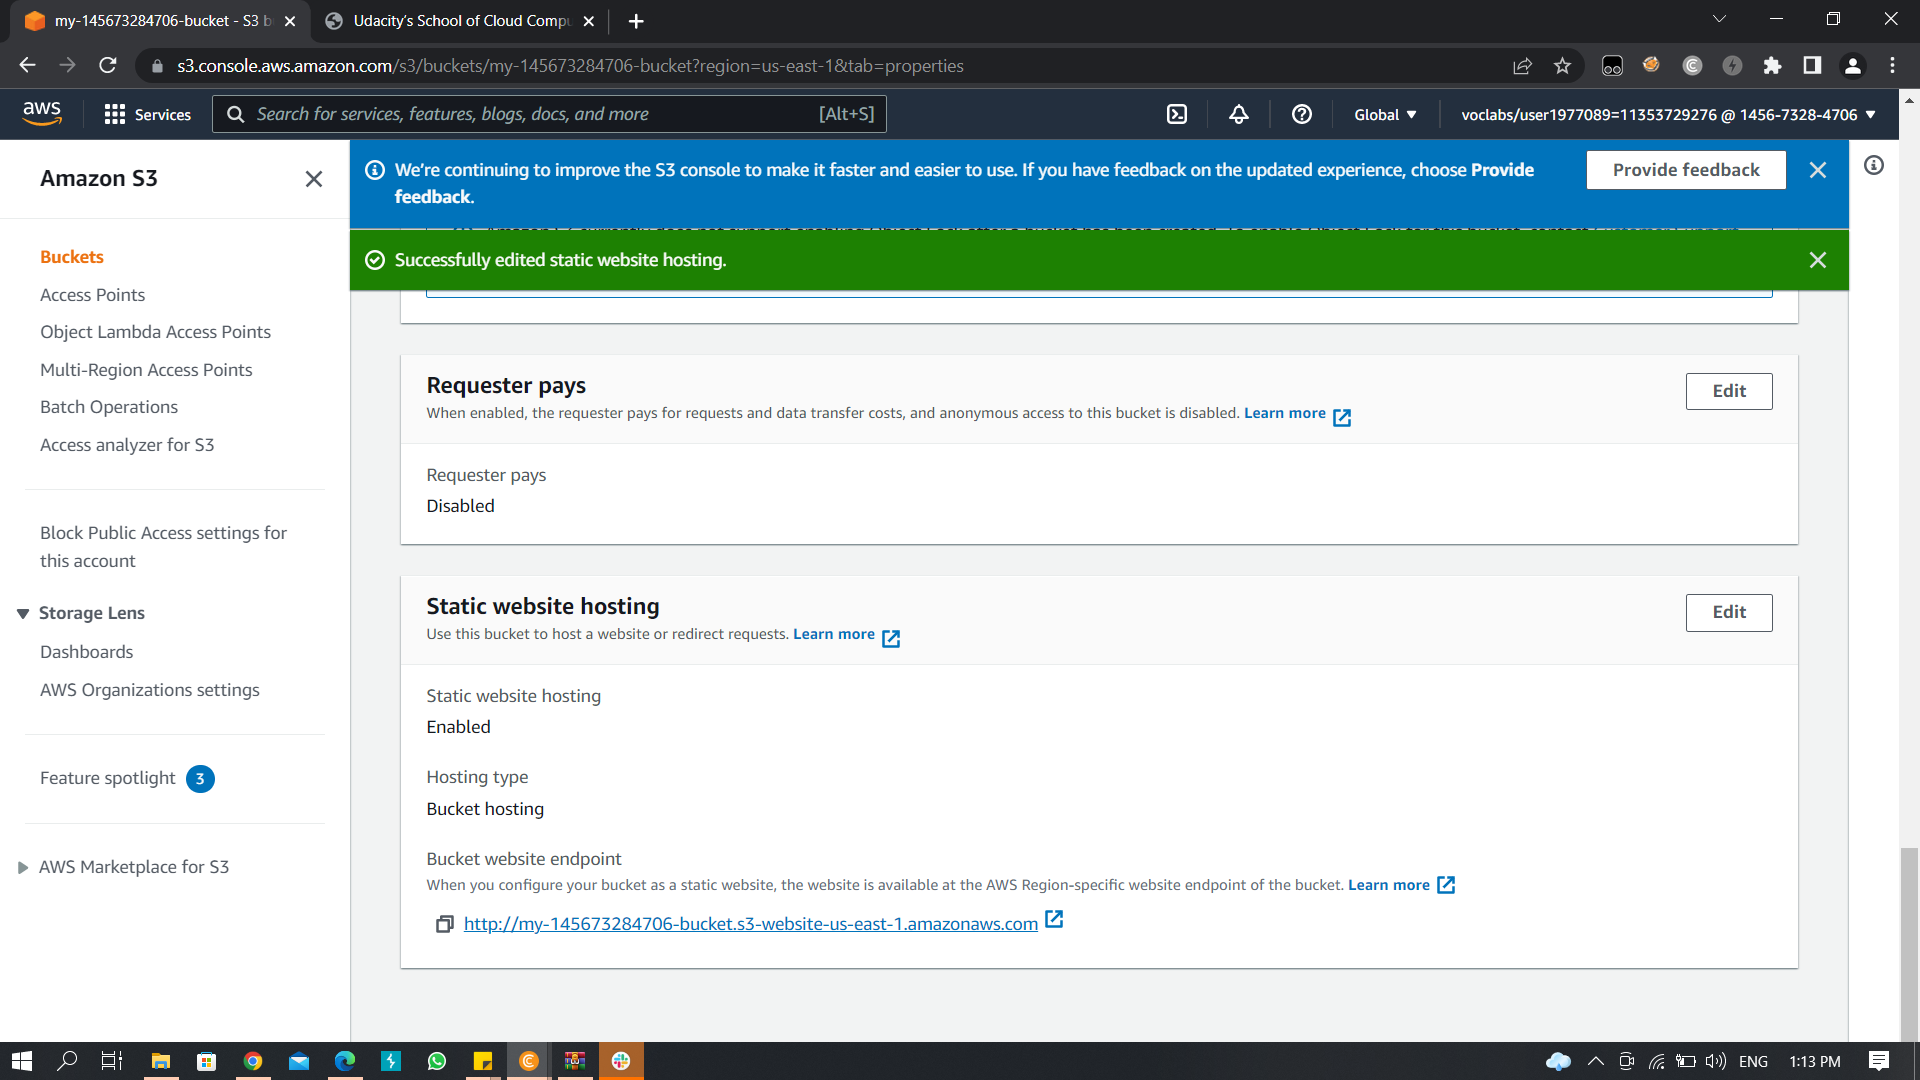 my-145673284706-bucket - S3 b
Udacity's School of Cloud Compu
s3.console.aws.amazon.com/s3/buckets/my-145673284706-bucket?region=us-east-1&tab=properties
aws
Services
Search for services, features, blogs, docs, and more
[Alt+S]
Global
voclabs/user1977089=11353729276 @ 1456-7328-4706
Amazon S3
Buckets
Access Points
Object Lambda Access Points
Multi-Region Access Points
Batch Operations
Access analyzer for S3
Block Public Access settings for
this account
Storage Lens
Dashboards
AWS Organizations settings
Feature spotlight 3
AWS Marketplace for S3
We're continuing to improve the S3 console to make it faster and easier to use. If you have feedback on the updated experience, choose Provide
feedback.
Provide feedback
Successfully edited static website hosting.
Requester pays
Edit
When enabled, the requester pays for requests and data transfer costs, and anonymous access to this bucket is disabled. Learn more
Requester pays
Disabled
Static website hosting
Edit
Use this bucket to host a website or redirect requests. Learn more
Static website hosting
Enabled
Hosting type
Bucket hosting
Bucket website endpoint
When you configure your bucket as a static website, the website is available at the AWS Region-specific website endpoint of the bucket. Learn more
http://my-145673284706-bucket.s3-website-us-east-1.amazonaws.com
ENG
1:13 PM